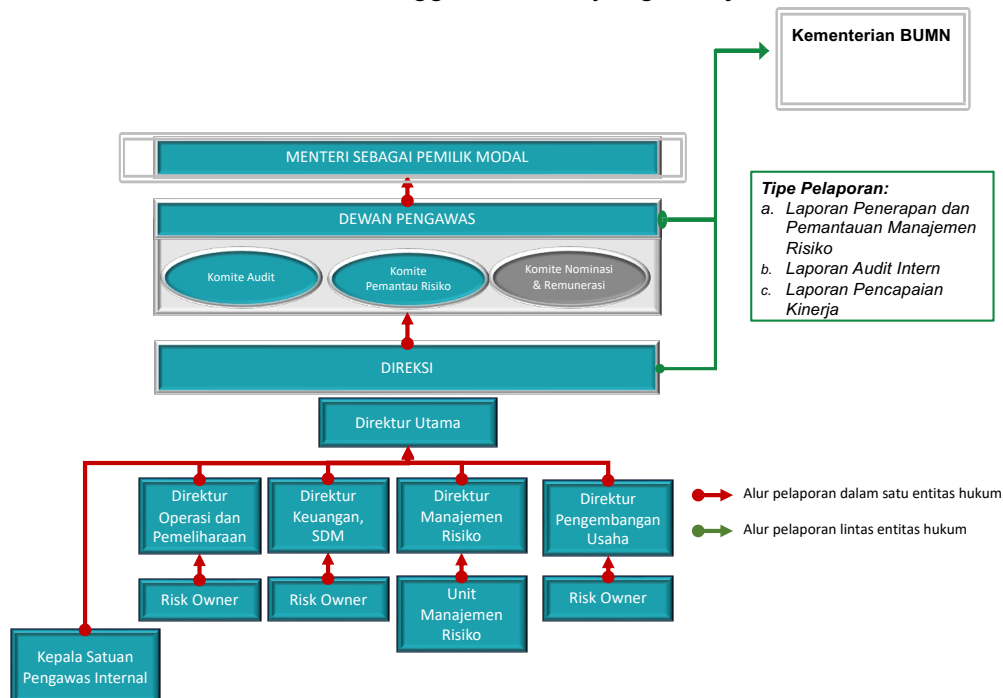 Kementerian BUMN
MENTERI SEBAGAI PEMILIK MODAL
DEWAN PENGAWAS
Komite Audit
Komite
Pemantau Risiko
Komite Nominasi
& Remunerasi
Tipe Pelaporan:
a. Laporan Penerapan dan
Pemantauan Manajemen
Risiko
b. Laporan Audit Intern
c. Laporan Pencapaian
Kinerja
DIREKSI
Direktur Utama
Direktur
Operasi dan
Pemeliharaan
Direktur
Keuangan,
SDM
Direktur
Manajemen
Risiko
Direktur
Pengembangan
Usaha
Alur pelaporan dalam satu entitas hukum
Alur pelaporan lintas entitas hukum
Risk Owner
Risk Owner
Unit
Manajemen
Risiko
Risk Owner
Kepala Satuan
Pengawas Internal